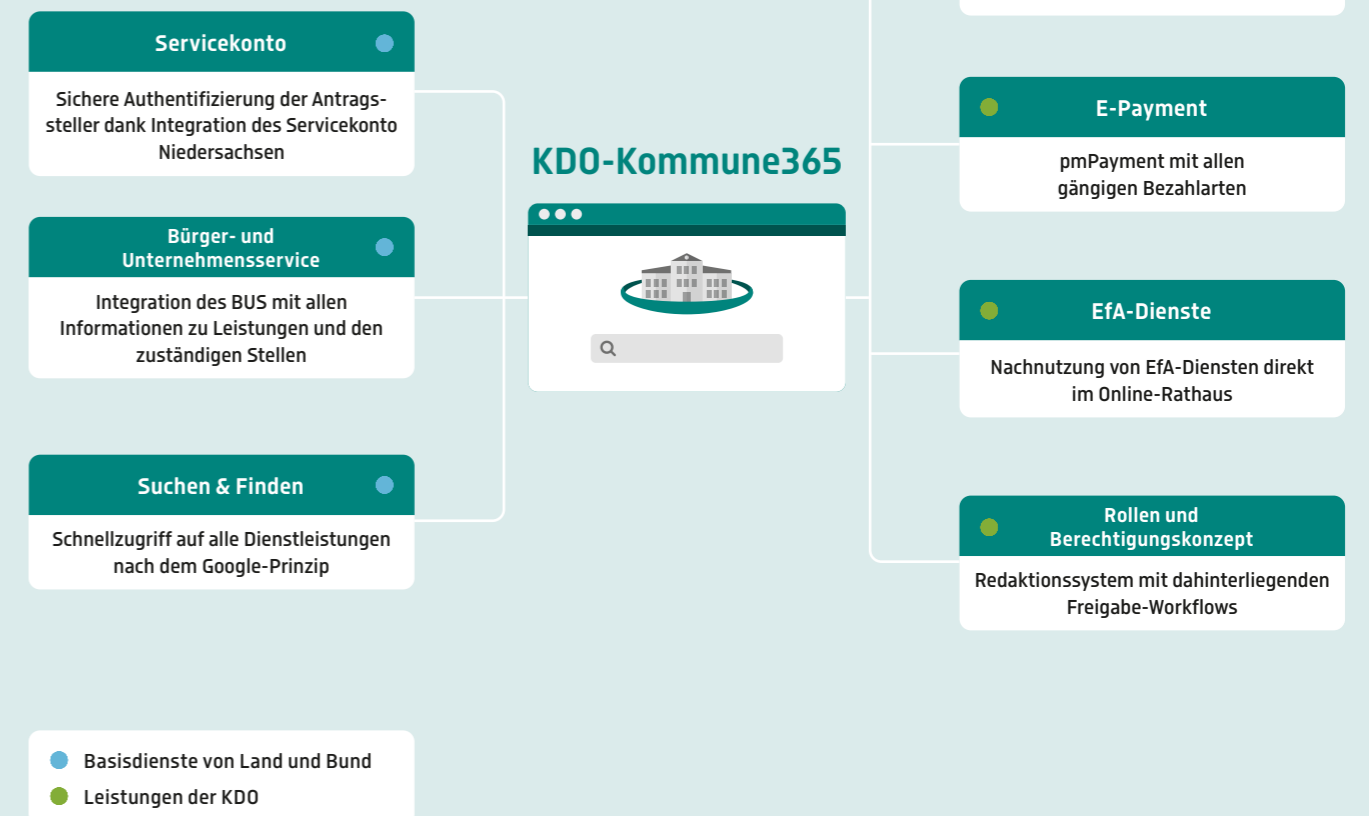 Servicekonto
Sichere Authentifizierung der Antrags-
steller dank Integration des Servicekonto
Niedersachsen
Bürger- und
Unternehmensservice
Integration des BUS mit allen
Informationen zu Leistungen und den
zuständigen Stellen
Suchen & Finden
Schnellzugriff auf alle Dienstleistungen
nach dem Google-Prinzip
KDO-Kommune365
E-Payment
pmPayment mit allen
gängigen Bezahlarten
EfA-Dienste
Nachnutzung von EfA-Diensten direkt
im Online-Rathaus
Rollen und
Berechtigungskonzept
Redaktionssystem mit dahinterliegenden
Freigabe-Workflows
Basisdienste von Land und Bund
Leistungen der KDO